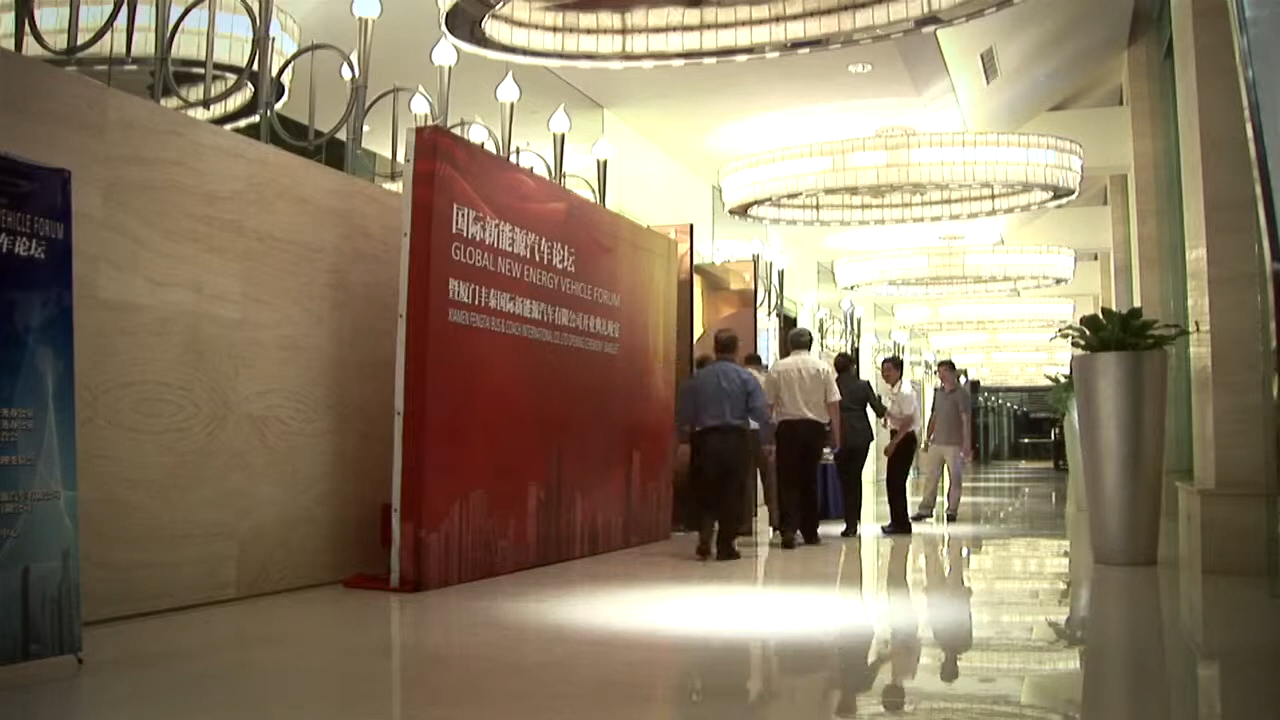 VEHICLE FORUM
车论坛
国际新能源汽车论坛
GLOBAL NEW ENERGY VEHICLE FORUM
暨厦门丰泰国际新能源汽车有限公司开业典礼晚宴
XIAMEN FENGTAI BUS & COACH INTERNATIONAL CO.,LTD OPENING CEREMONY BANQUET